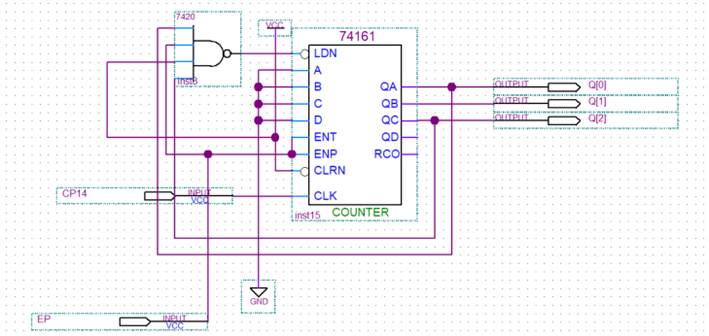 7420
VCC
74161
inst8
LDN
A
B
C
D
ENT
ENP
CLRN
CLK
QA
QB
QC
QD
RCO
inst15
COUNTER
OUTPUT
Q[0]
OUTPUT
Q[1]
OUTPUT
Q[2]
CP14
INPUT
VCC
GND
EP
INPUT
VCC